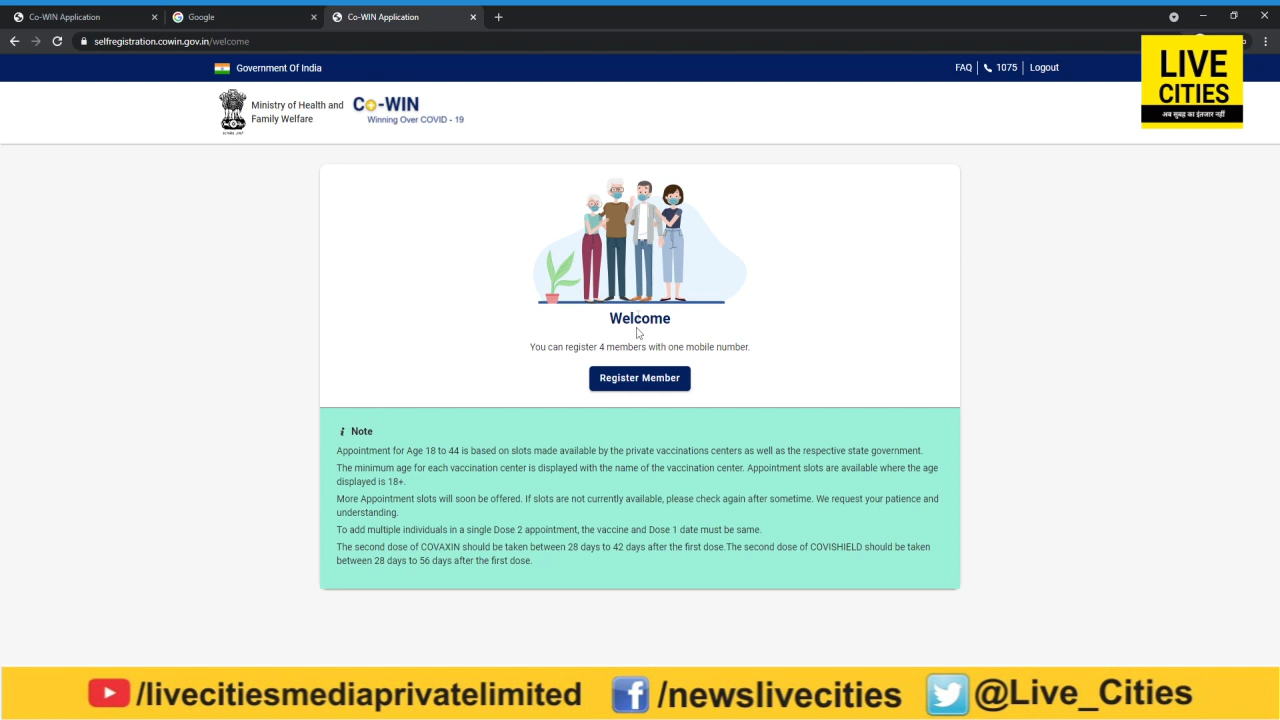 Co-WIN Application
Google
Co-WIN Application
selfregistration.cowin.gov.in/welcome
Government Of India
FAQ
1075
Logout
LIVE
CITIES
अब सुबह का इंतजार नहीं
Ministry of Health and
Family Welfare
Co-WIN
Winning Over COVID - 19
Welcome
You can register 4 members with one mobile number.
Register Member
Note
Appointment for Age 18 to 44 is based on slots made available by the private vaccinations centers as well as the respective state government.
The minimum age for each vaccination center is displayed with the name of the vaccination center. Appointment slots are available where the age
displayed is 18+.
More Appointment slots will soon be offered. If slots are not currently available, please check again after sometime. We request your patience and
understanding.
To add multiple individuals in a single Dose 2 appointment, the vaccine and Dose 1 date must be same.
The second dose of COVAXIN should be taken between 28 days to 42 days after the first dose.The second dose of COVISHIELD should be taken
between 28 days to 56 days after the first dose.
/livecitiesmediaprivatelimited
/newslivecities
@Live_Cities